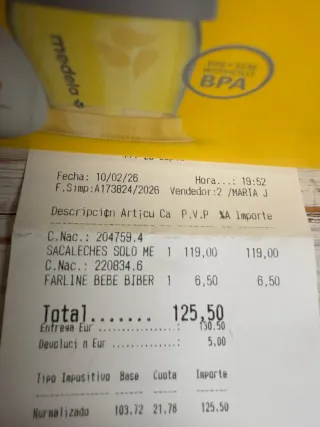 medela
BPA
Fecha: 10/02/26 Hora...: 19:52
F.Simp:A173824/2026 Vendedor:2 /MARIA J
Descripci¢n Artjcu Ca P.V.P %A Importe
C.Nac.: 204759.4
SACALECHES SOLO ME 1 119,00 119,00
C.Nac.: 220834.6
FARLINE BEBE BIBER 1 6,50 6,50
Total....... 125,50
Entrega Eur ................: 130.50
Devoluci n Eur .............: 5,00
Tipo Impositivo Base Cuota Importe
Normalizado 103,72 21,78 125.50